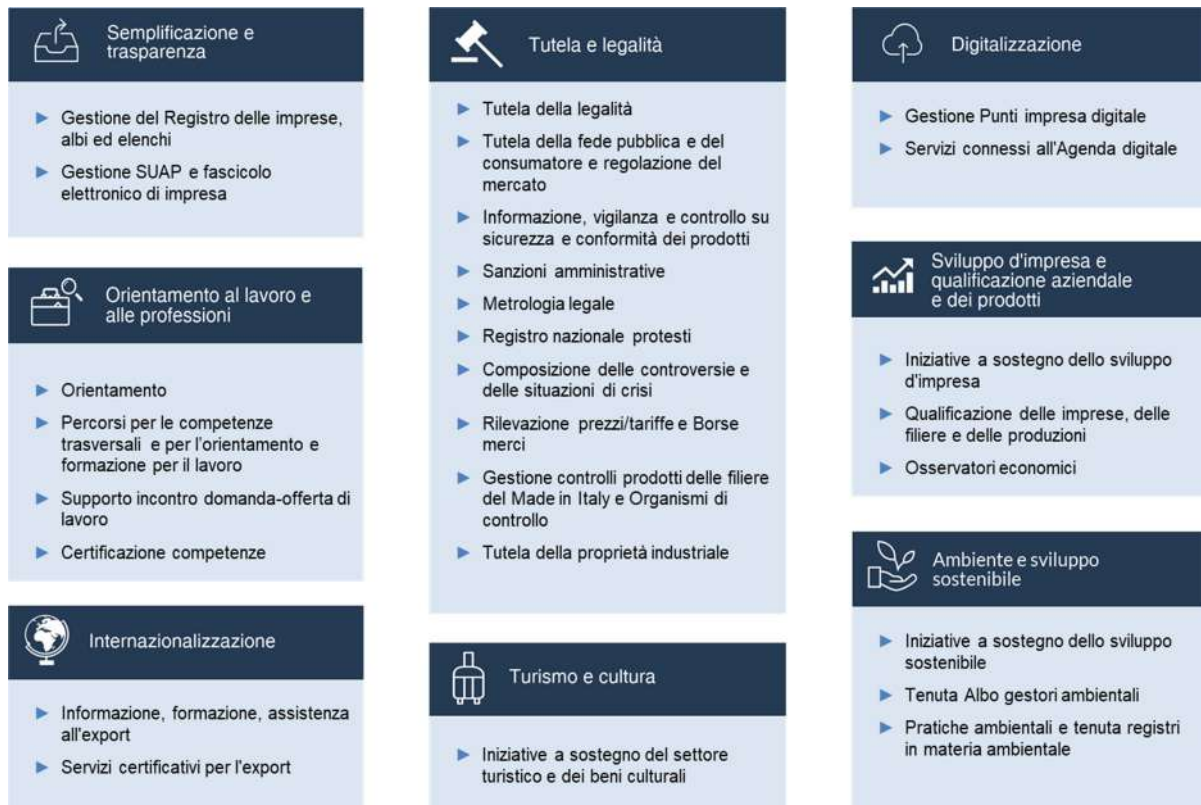 Semplificazione e
trasparenza
Gestione del Registro delle imprese,
albi ed elenchi
Gestione SUAP e fascicolo
elettronico di impresa
Orientamento al lavoro e
alle professioni
Orientamento
Percorsi per le competenze
trasversali e per l'orientamento e
formazione per il lavoro
Supporto incontro domanda-offerta di
lavoro
Certificazione competenze
Internazionalizzazione
Informazione, formazione, assistenza
all'export
Servizi certificativi per l'export
Tutela e legalità
Tutela della legalità
Tutela della fede pubblica e del
consumatore e regolazione del
mercato
Informazione, vigilanza e controllo su
sicurezza e conformità dei prodotti
Sanzioni amministrative
Metrologia legale
Registro nazionale protesti
Composizione delle controversie e
delle situazioni di crisi
Rilevazione prezzi/tariffe e Borse
merci
Gestione controlli prodotti delle filiere
del Made in Italy e Organismi di
controllo
Tutela della proprietà industriale
Turismo e cultura
Iniziative a sostegno del settore
turistico e dei beni culturali
Digitalizzazione
Gestione Punti impresa digitale
Servizi connessi all'Agenda digitale
Sviluppo d'impresa e
qualificazione aziendale
e dei prodotti
Iniziative a sostegno dello sviluppo
d'impresa
Qualificazione delle imprese, delle
filiere e delle produzioni
Osservatori economici
Ambiente e sviluppo
sostenibile
Iniziative a sostegno dello sviluppo
sostenibile
Tenuta Albo gestori ambientali
Pratiche ambientali e tenuta registri
in materia ambientale